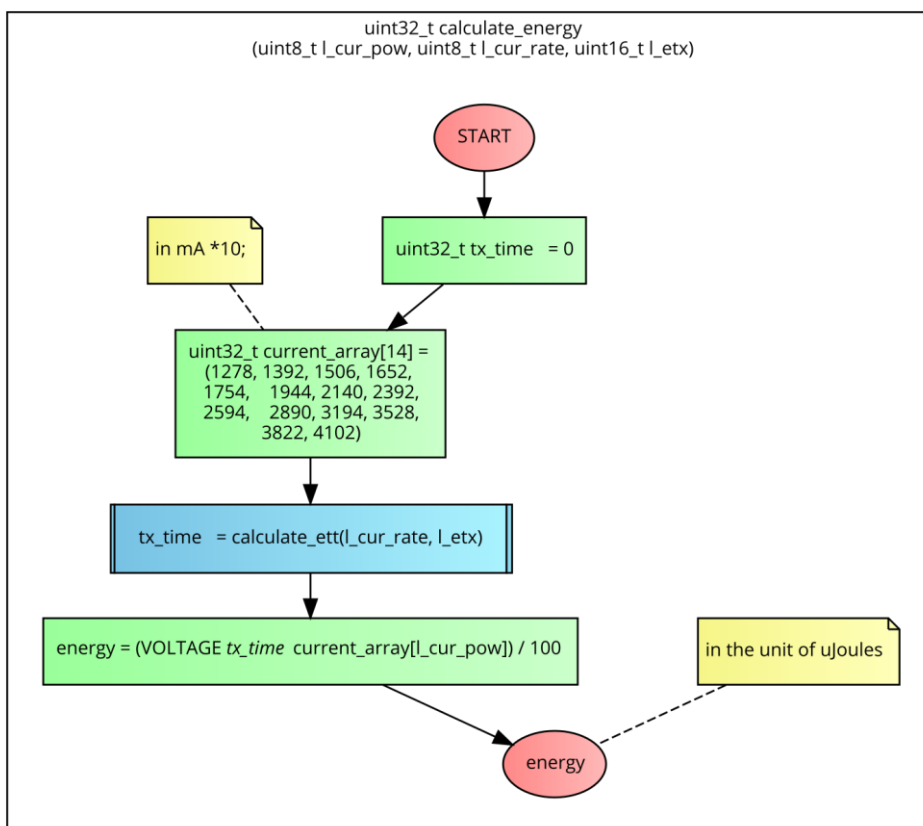 uint32_t calculate_energy
(uint8_t l_cur_pow, uint8_t l_cur_rate, uint16_t l_etx)
START
in mA *10;
uint32_t tx_time = 0
uint32_t current_array[14] =
(1278, 1392, 1506, 1652,
1754, 1944, 2140, 2392,
2594, 2890, 3194, 3528,
3822, 4102)
tx_time = calculate_ett(l_cur_rate, l_etx)
energy = (VOLTAGE tx_time current_array[l_cur_pow]) / 100
in the unit of uJoules
energy